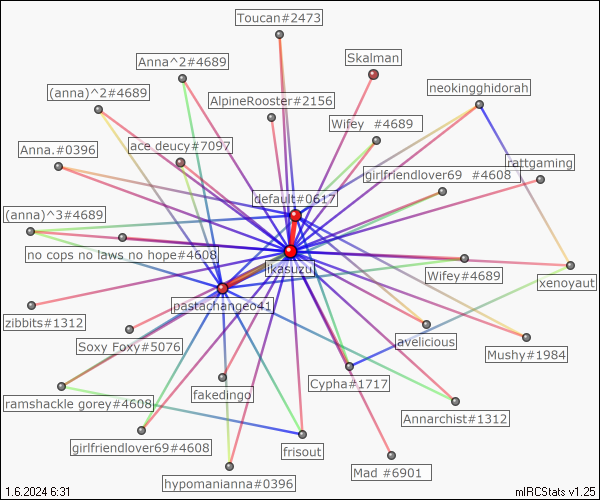 Toucan#2473
Skalman
Anna^2#4689
neokingghidorah
(anna)^2#4689
AlpineRooster#2156
Wifey #4689
ace deucy#7097
Anna.#0396
rattgaming
girlfriendlover69 #4608
default#0617
(anna)^3#4689
no cops no laws no hope#4608
jikasuzu
Wifey#4689
xenoyaut
pastachangeo41
zibbits#1312
Soxy Foxy#5076
avelicious
Mushy#1984
Cypha#1717
fakedingo
ramshackle gorey#4608
Annarchist#1312
girlfriendlover69#4608
frisout
Mad #6901
hypomanianna#0396
1.6.2024 6:31
mIRCStats v1.25